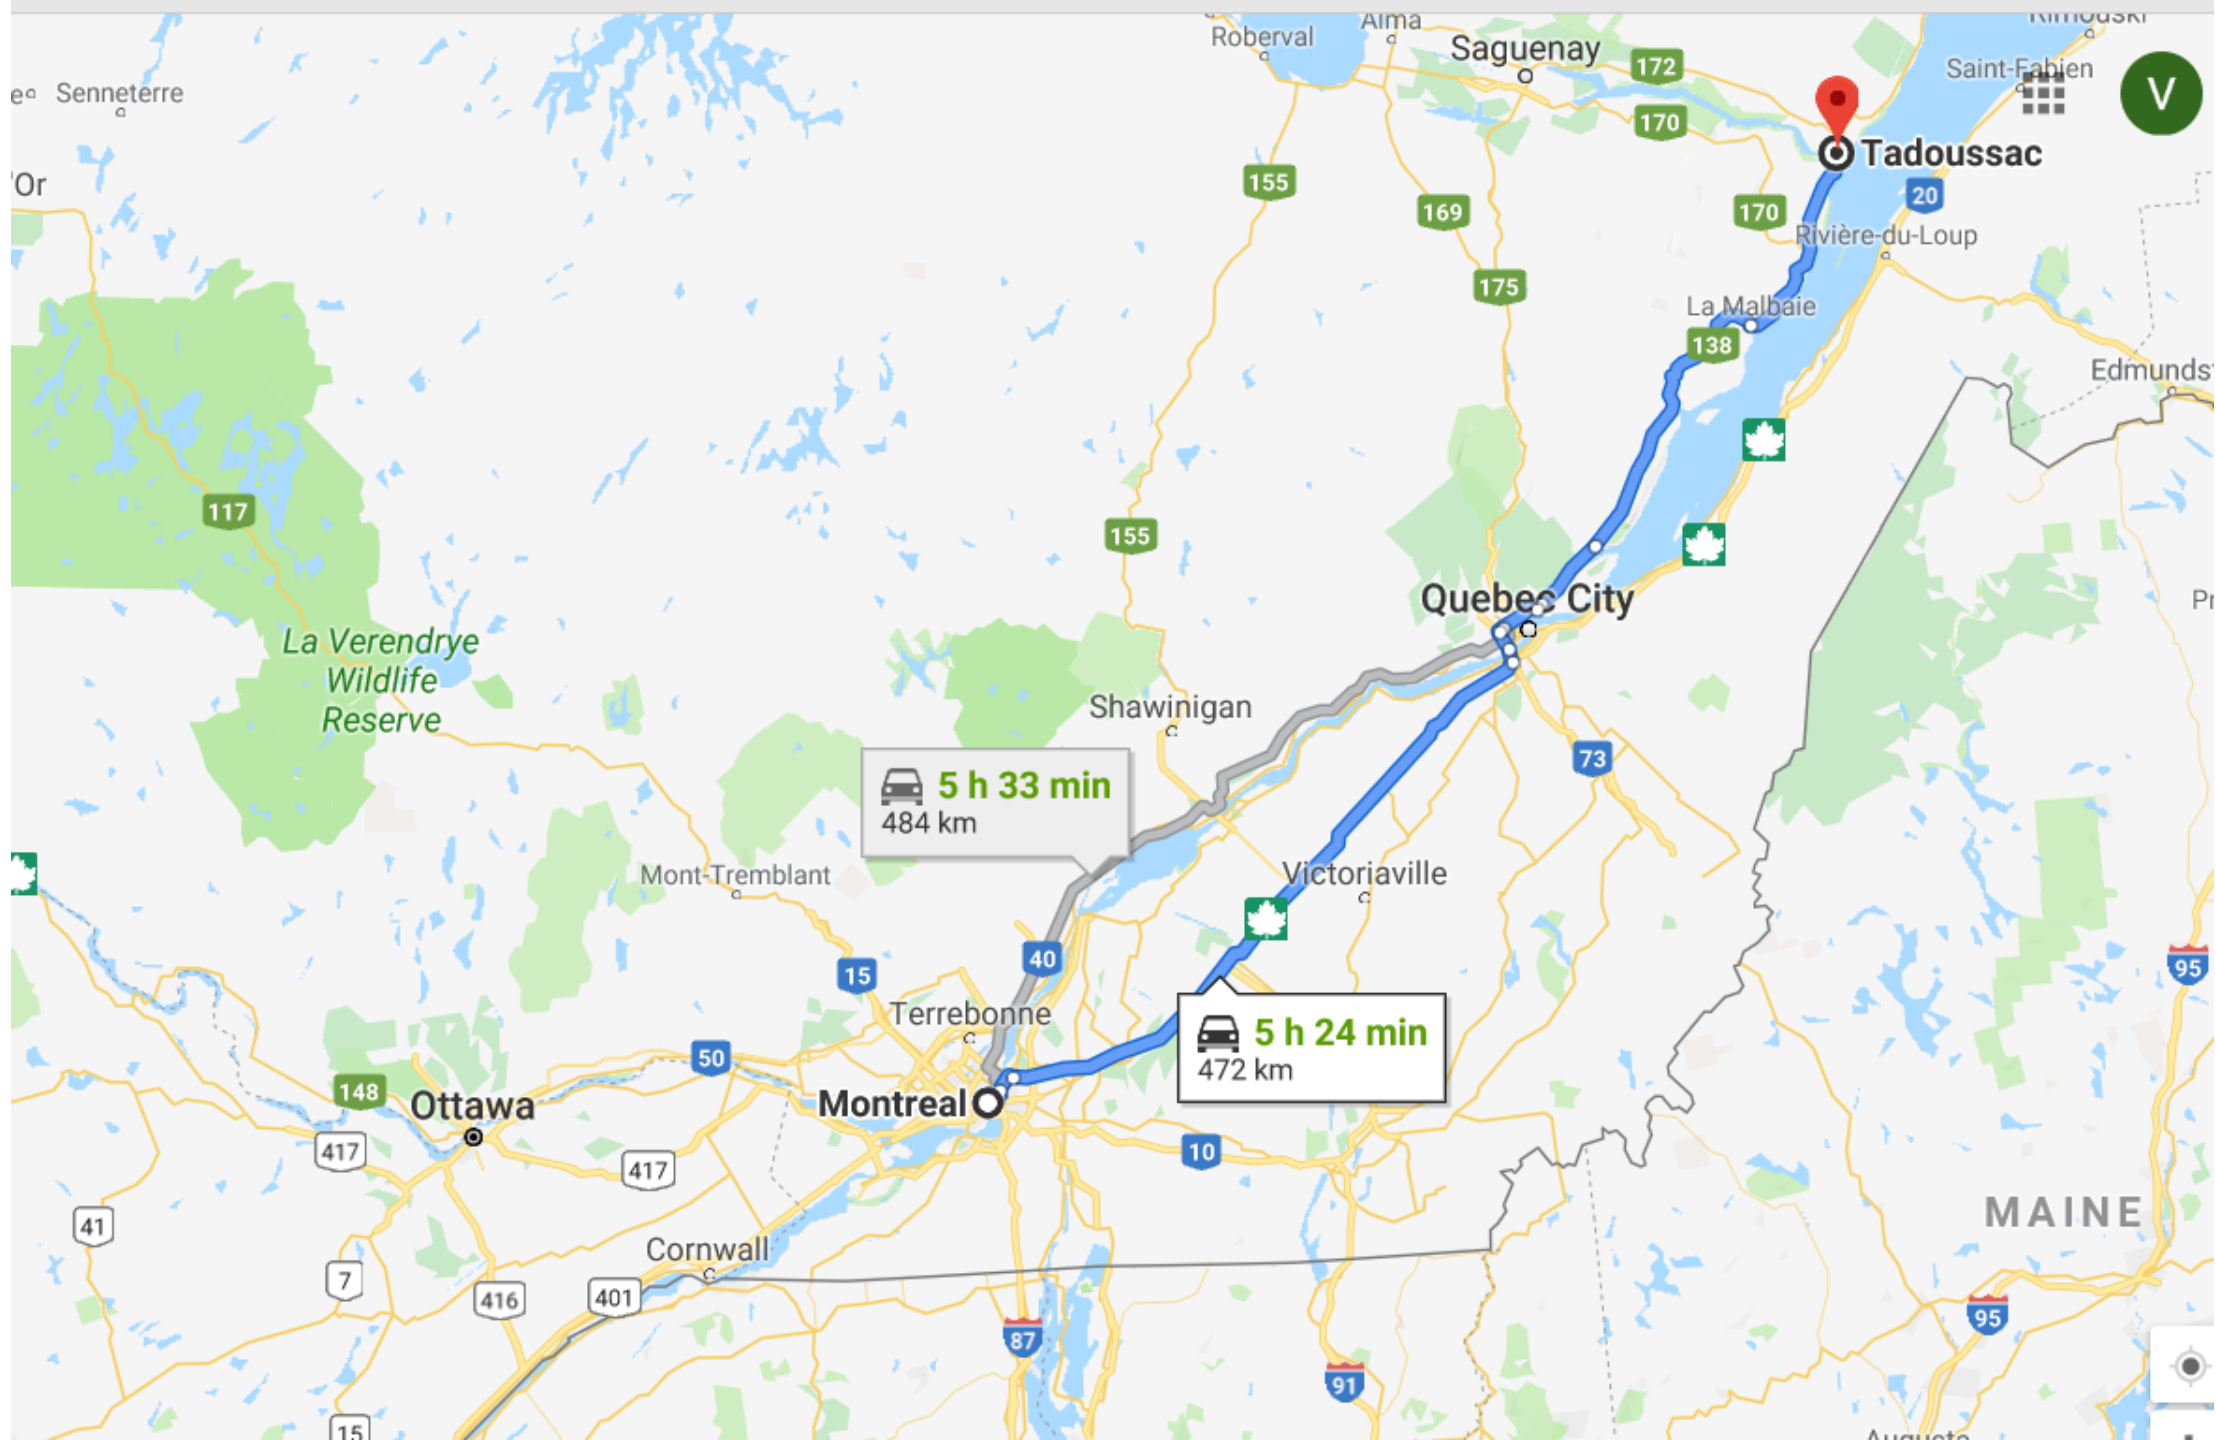 Rimouski
Alma
Roberval
Saguenay
172
Saint-Fabien
V
Senneterre
170
Tadoussac
'Or
155
169
170
20
Rivière-du-Loup
175
La Malbaie
138
Edmunds
117
155
Quebec City
La Verendrye
Wildlife
Reserve
Shawinigan
73
5 h 33 min
484 km
Mont-Tremblant
Victoriaville
40
15
95
Terrebonne
5 h 24 min
472 km
50
148
Ottawa
Montreal
417
417
10
41
MAINE
Cornwall
7
416
401
87
95
91
15
Augusta